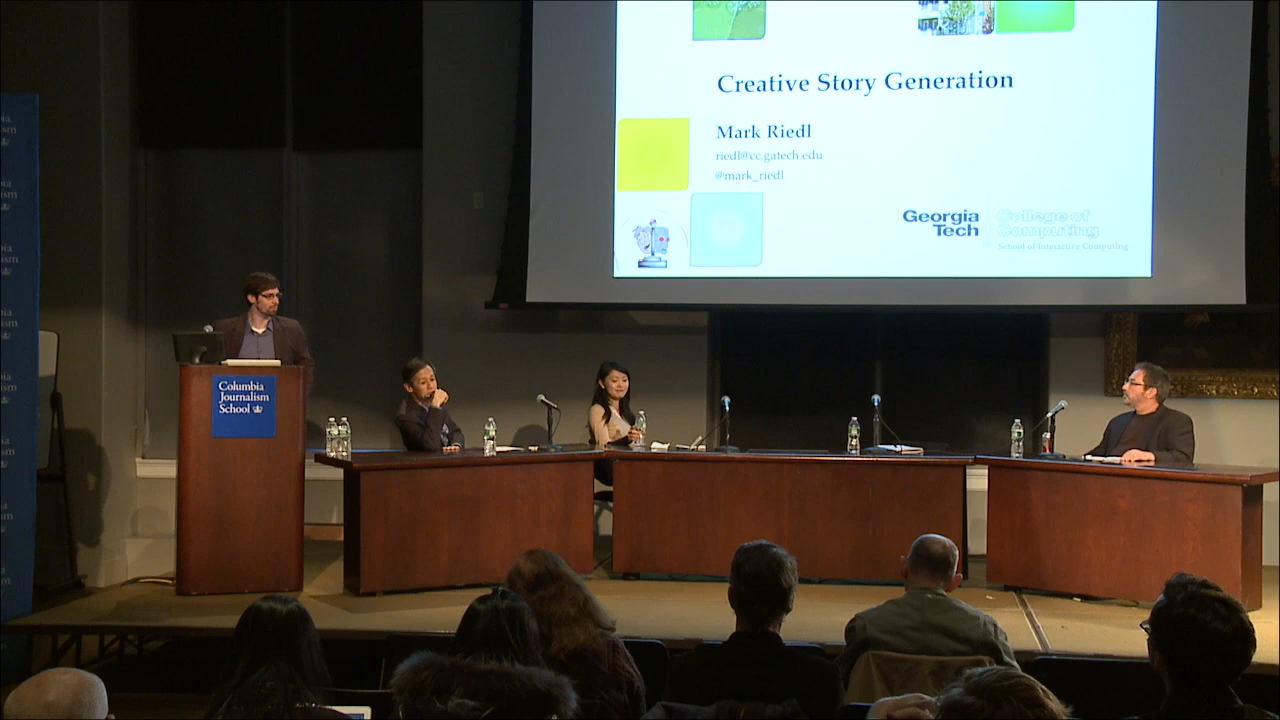 Creative Story Generation
Mark Riedl
riedl@cc.gatech.edu
@mark_riedl
Georgia
Tech
College of
Computing
School of Interactive Computing
Columbia
Journalism
School